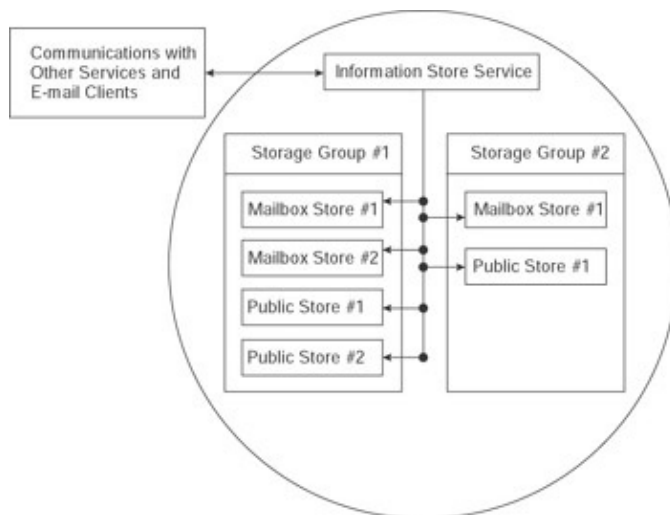 Communications with
Other Services and
E-mail Clients
Information Store Service
Storage Group #1
Mailbox Store #1
Mailbox Store #2
Public Store #1
Public Store #2
Storage Group #2
Mailbox Store #1
Public Store #1